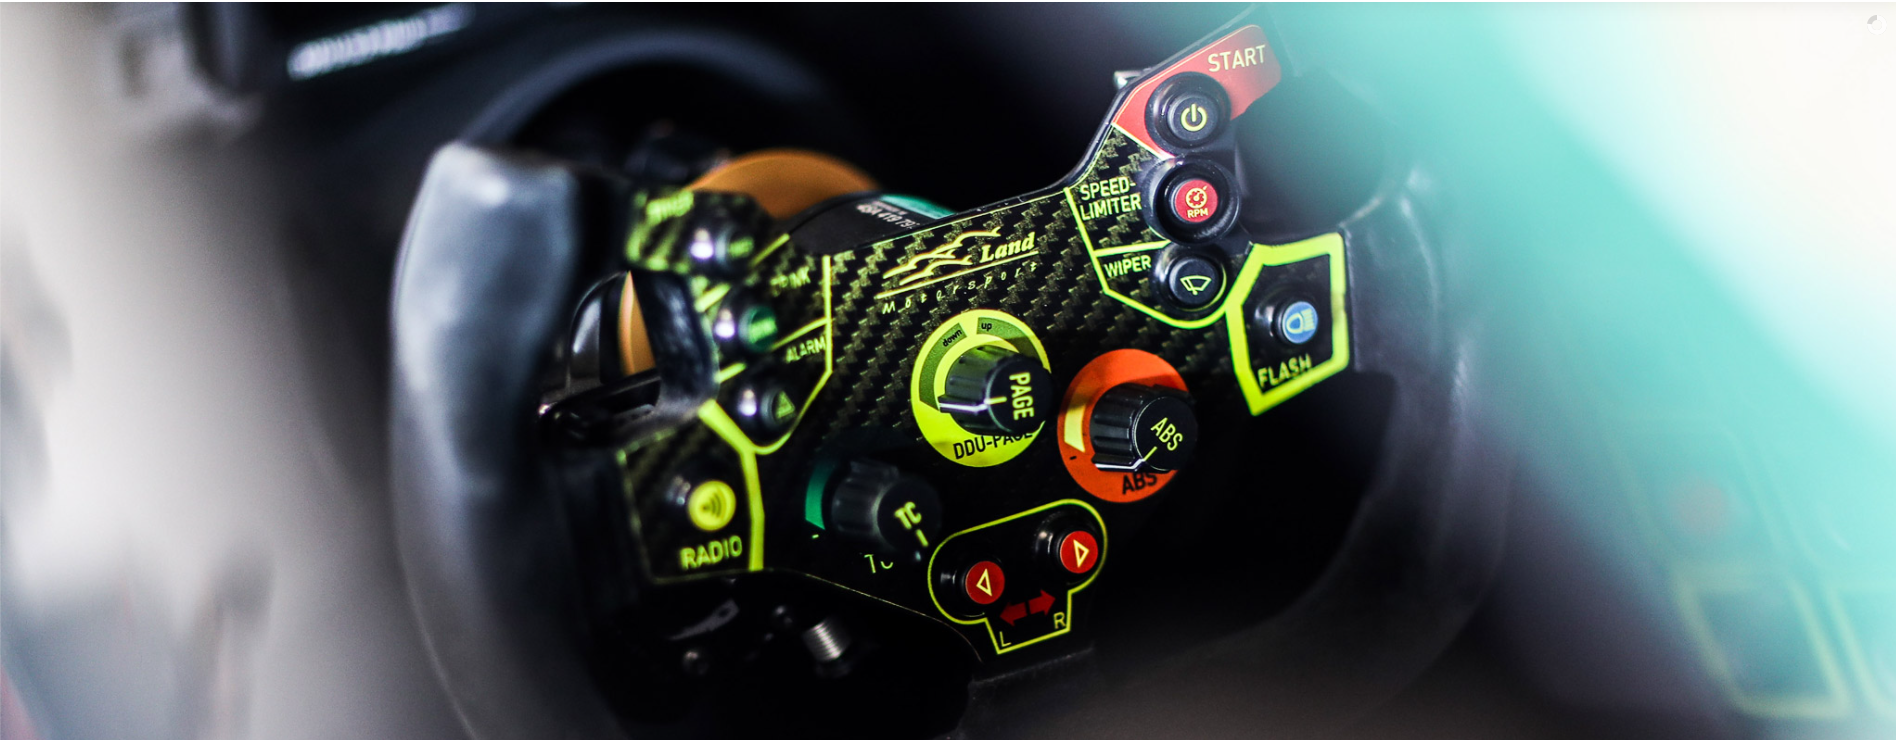 START
SPEED-
LIMITER
RPM
WIPER
Land
Motorsport
ALARM
down
up
PAGE
DDU-PAGE
FLASH
ABS
ABS
TC
RADIO
L
R